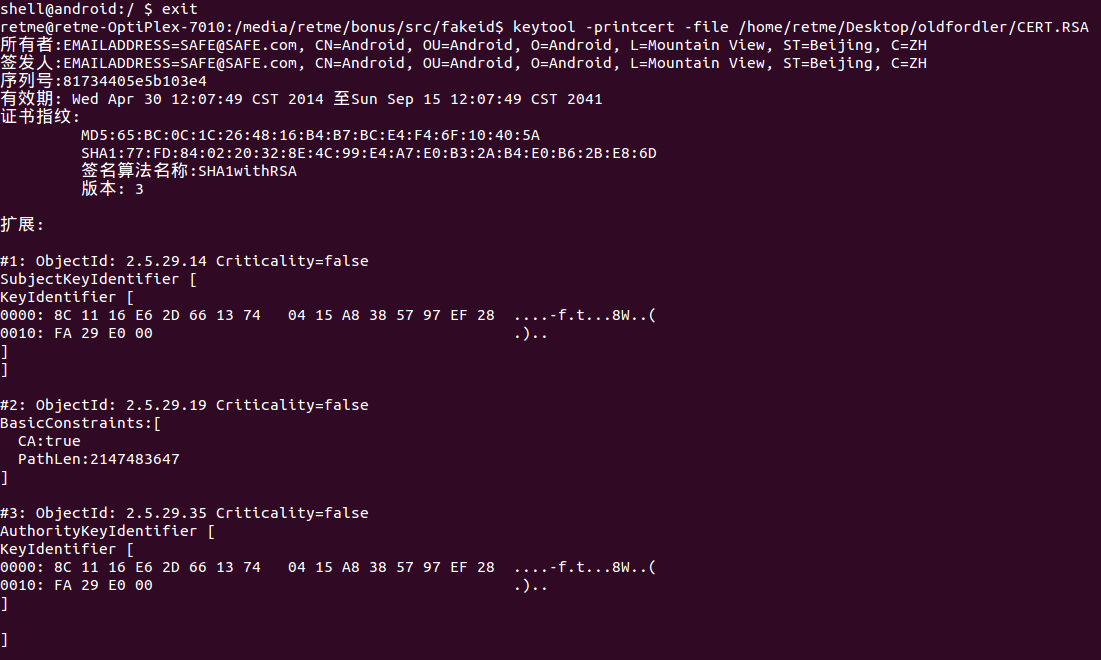 shell@android:/ $ exit
retme@retme-OptiPlex-7010:/media/retme/bonus/src/fakeid$ keytool -printcert -file /home/retme/Desktop/oldfordler/CERT.RSA
所有者:EMAILADDRESS=SAFE@SAFE.com, CN=Android, OU=Android, O=Android, L=Mountain View, ST=Beijing, C=ZH
签发人:EMAILADDRESS=SAFE@SAFE.com, CN=Android, OU=Android, O=Android, L=Mountain View, ST=Beijing, C=ZH
序列号:81734405e5b103e4
有效期: Wed Apr 30 12:07:49 CST 2014 至Sun Sep 15 12:07:49 CST 2041
证书指纹:
MD5:65:BC:0C:1C:26:48:16:B4:B7:BC:E4:F4:6F:10:40:5A
SHA1:77:FD:84:02:20:32:8E:4C:99:E4:A7:E0:B3:2A:B4:E0:B6:2B:E8:6D
签名算法名称:SHA1withRSA
版本: 3
扩展:
#1: ObjectId: 2.5.29.14 Criticality=false
SubjectKeyIdentifier [
KeyIdentifier [
0000: 8C 11 16 E6 2D 66 13 74   04 15 A8 38 57 97 EF 28  ....-f.t...8W..(
0010: FA 29 E0 00                                        .)..
]
]
#2: ObjectId: 2.5.29.19 Criticality=false
BasicConstraints:[
CA:true
PathLen:2147483647
]
#3: ObjectId: 2.5.29.35 Criticality=false
AuthorityKeyIdentifier [
KeyIdentifier [
0000: 8C 11 16 E6 2D 66 13 74   04 15 A8 38 57 97 EF 28  ....-f.t...8W..(
0010: FA 29 E0 00                                        .)..
]
]